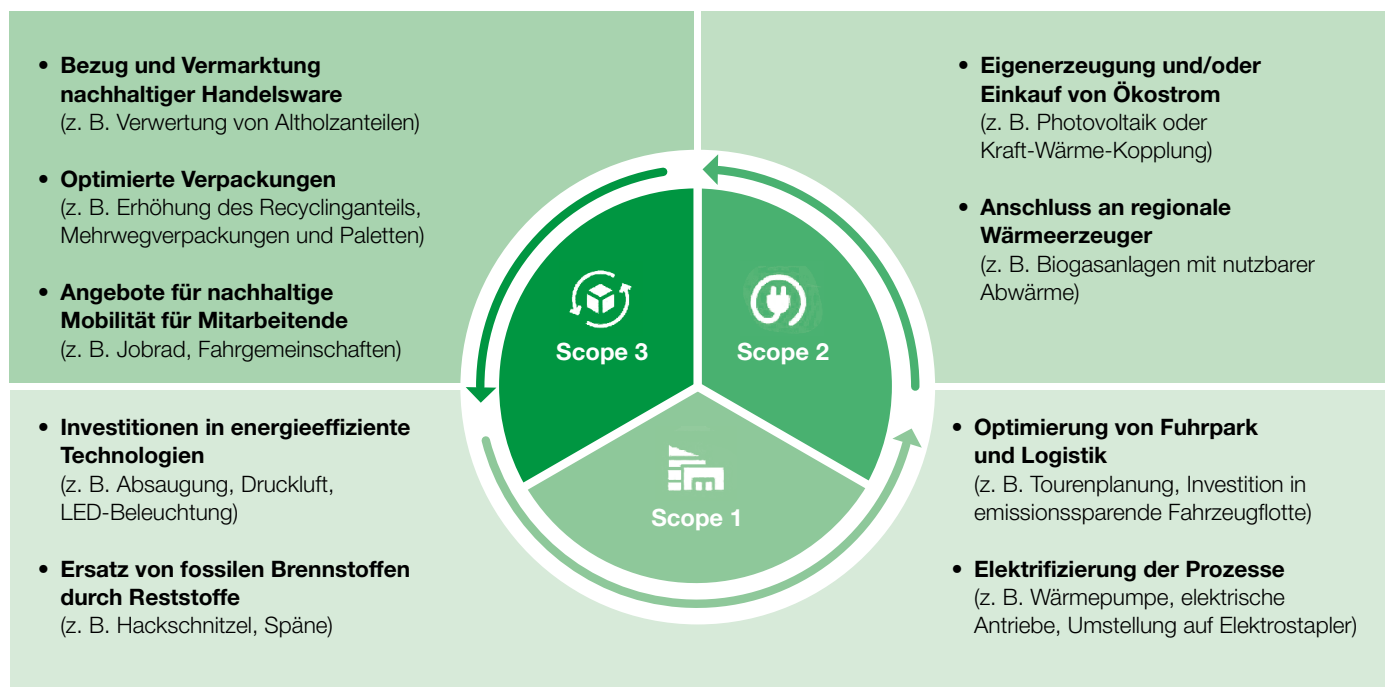 • Bezug und Vermarktung
nachhaltiger Handelsware
(z. B. Verwertung von Altholzanteilen)
• Optimierte Verpackungen
(z. B. Erhöhung des Recyclinganteils,
Mehrwegverpackungen und Paletten)
• Angebote für nachhaltige
Mobilität für Mitarbeitende
(z. B. Jobrad, Fahrgemeinschaften)
• Eigenerzeugung und/oder
Einkauf von Ökostrom
(z. B. Photovoltaik oder
Kraft-Wärme-Kopplung)
• Anschluss an regionale
Wärmeerzeuger
(z. B. Biogasanlagen mit nutzbarer
Abwärme)
Scope 3
Scope 2
Scope 1
• Investitionen in energieeffiziente
Technologien
(z. B. Absaugung, Druckluft,
LED-Beleuchtung)
• Ersatz von fossilen Brennstoffen
durch Reststoffe
(z. B. Hackschnitzel, Späne)
• Optimierung von Fuhrpark
und Logistik
(z. B. Tourenplanung, Investition in
emissionssparende Fahrzeugflotte)
• Elektrifizierung der Prozesse
(z. B. Wärmepumpe, elektrische
Antriebe, Umstellung auf Elektrostapler)